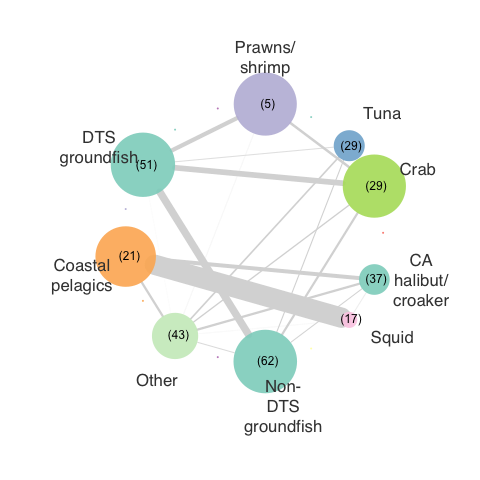 Prawns/
shrimp
(5)
Tuna
(29)
DTS
groundfish
(51)
Crab
(29)
Coastal
pelagics
(21)
CA
halibut/
croaker
(37)
(17)
Squid
(43)
Other
(62)
Non-
DTS
groundfish